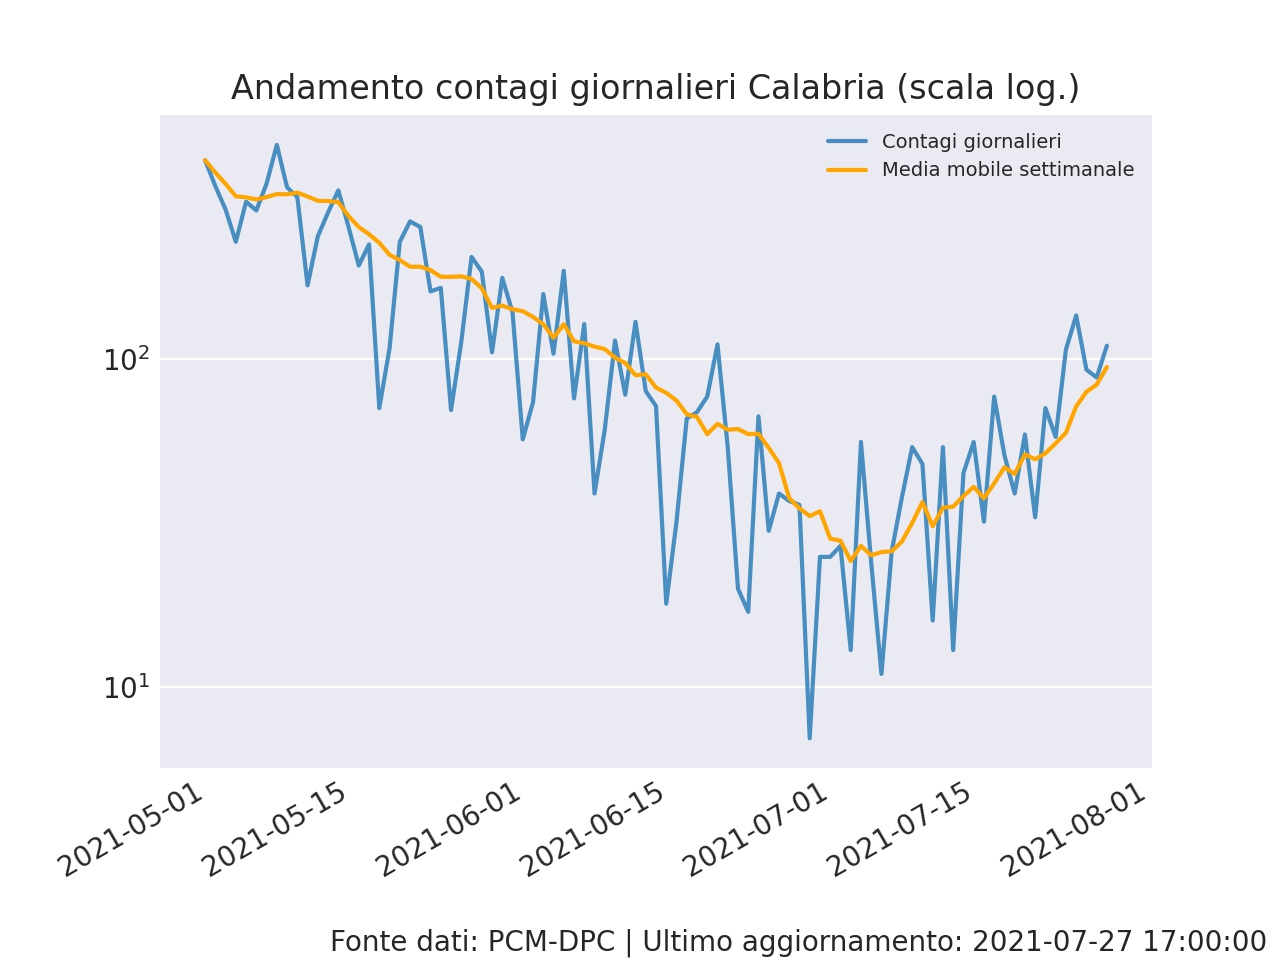 Andamento contagi giornalieri Calabria (scala log.)
Contagi giornalieri
Media mobile settimanale
10²
10¹
2021-05-01
2021-05-15
2021-06-01
2021-06-15
2021-07-01
2021-07-15
2021-08-01
Fonte dati: PCM-DPC | Ultimo aggiornamento: 2021-07-27 17:00:00